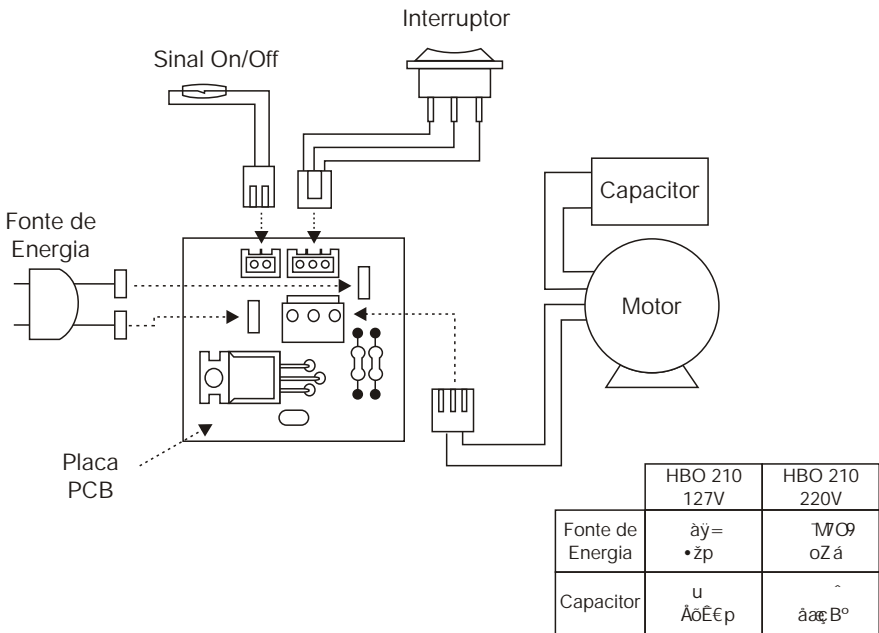 Interruptor
Sinal On/Off
Capacitor
Fonte de
Energia
Motor
Placa
PCB
HBO 210
127V
HBO 210
220V
Fonte de
Energia
Capacitor